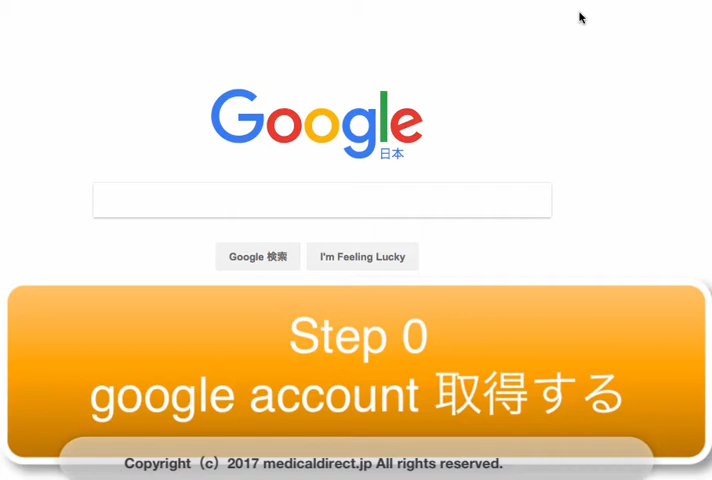 Google
日本
Google 検索
I'm Feeling Lucky
Step 0
google account 取得する
Copyright（c）2017 medicaldirect.jp All rights reserved.